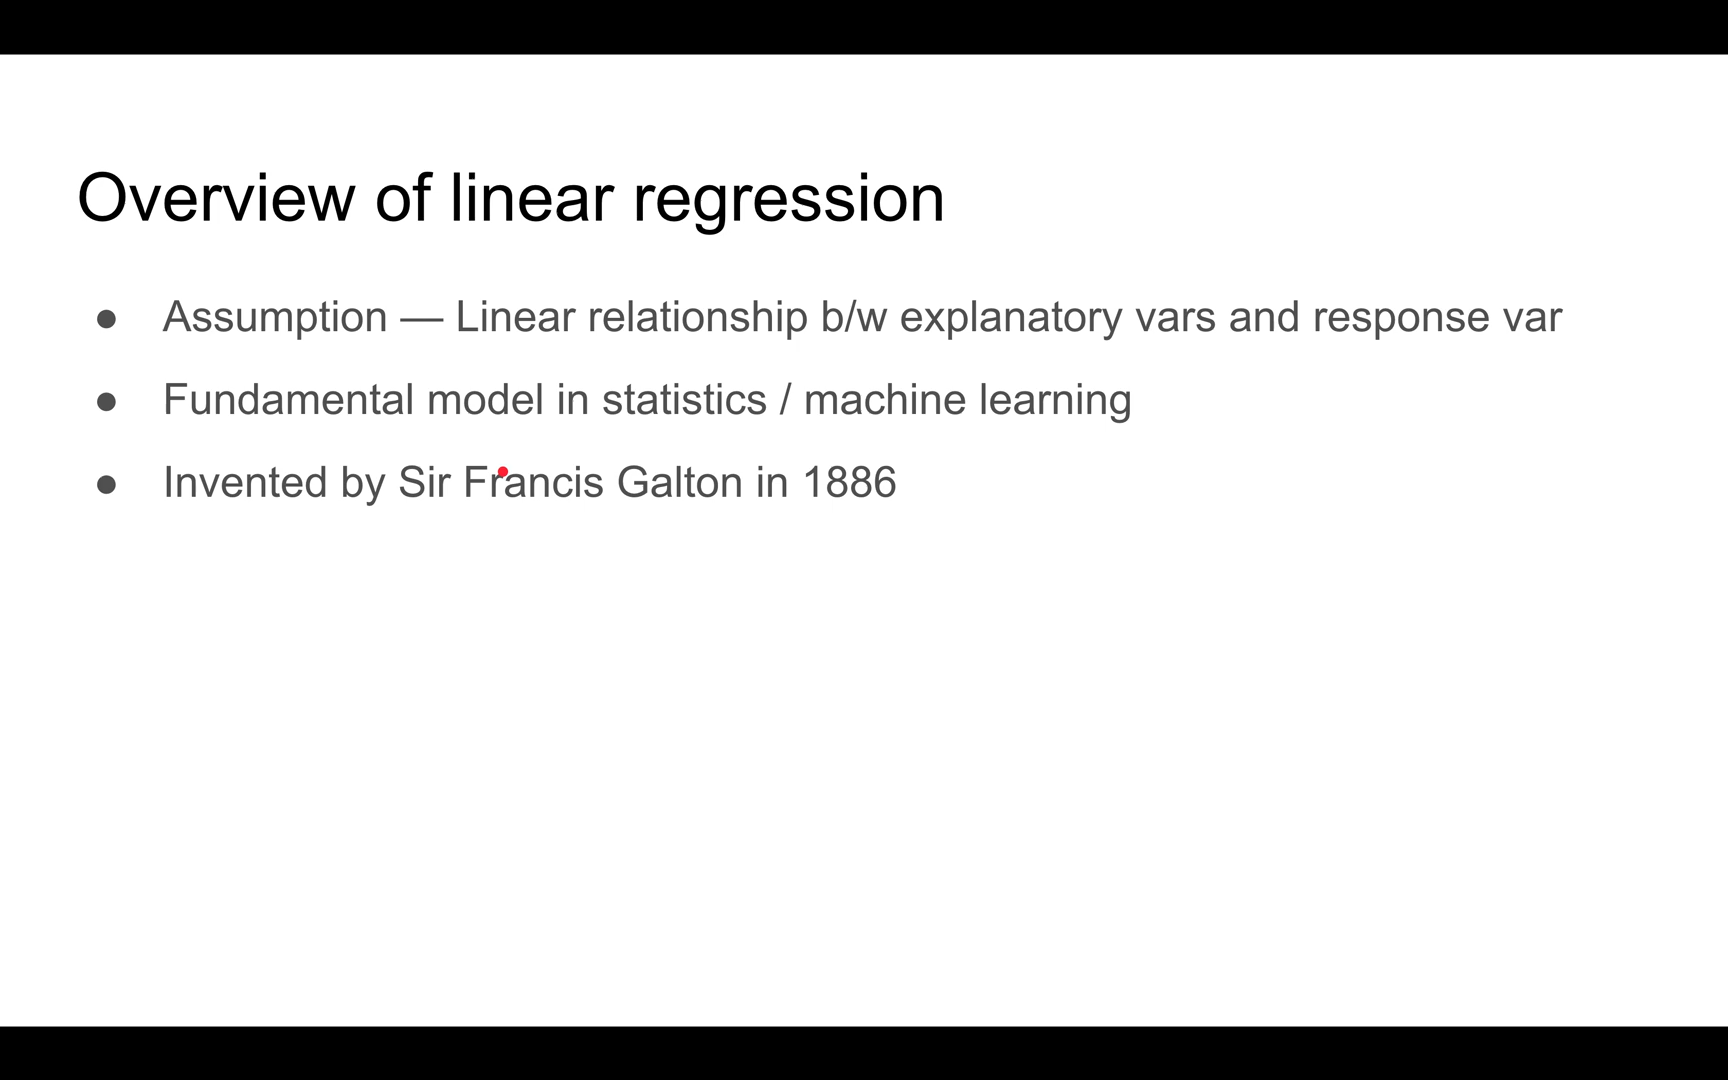 Overview of linear regression
● Assumption — Linear relationship b/w explanatory vars and response var
● Fundamental model in statistics / machine learning
● Invented by Sir Francis Galton in 1886